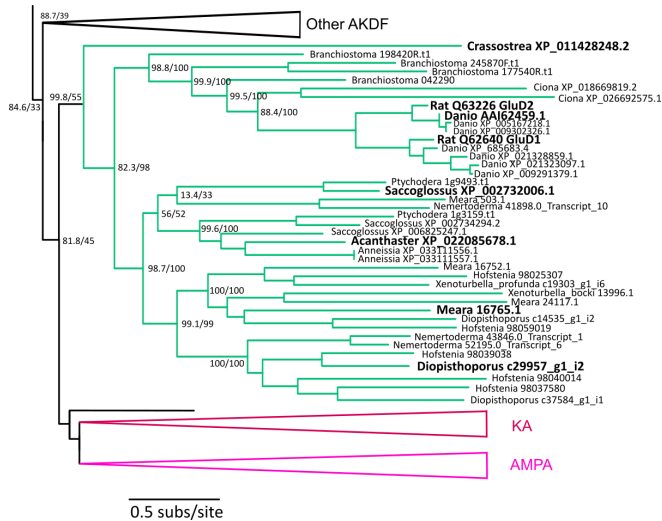 88.7/39
Other AKDF
Crassostrea XP_011428248.2
99.8/55
Branchiostoma 198420R.t1
98.8/100
Branchiostoma 245870F.t1
Branchiostoma 177540R.t1
99.9/100
Branchiostoma 042290
Ciona XP_018669819.2
99.5/100
Ciona XP_026692575.1
84.6/33
88.4/100
Rat Q63226 GluD2
Danio AAI62459.1
Danio XP_005167218.1
Danio XP_009302326.1
Rat Q62640 GluD1
Danio XP_685683.4
Danio XP_021328859.1
Danio XP_021323097.1
Danio XP_009291379.1
82.3/98
Ptychodera 1g9493.t1
13.4/33
Saccoglossus XP_002732006.1
Meara 503.1
Nemertoderma 41898.0_Transcript_10
56/52
Ptychodera 1g3159.t1
Saccoglossus XP_002734294.2
99.6/100
Saccoglossus XP_006825247.1
81.8/45
Acanthaster XP_022085678.1
Anneissia XP_033111556.1
Anneissia XP_033111557.1
98.7/100
Meara 16752.1
Hofstenia 98025307
Xenoturbella_profunda c19303_g1_i6
100/100
Xenoturbella_bocki 13996.1
Meara 24117.1
Meara 16765.1
Diopisthoporus c14535_g1_i2
99.1/99
Hofstenia 98059019
Nemertoderma 43846.0_Transcript_1
Nemertoderma 52195.0_Transcript_6
100/100
Hofstenia 98039038
Diopisthoporus c29957_g1_i2
Hofstenia 98040014
Hofstenia 98037580
Diopisthoporus c37584_g1_i1
KA
AMPA
0.5 subs/site